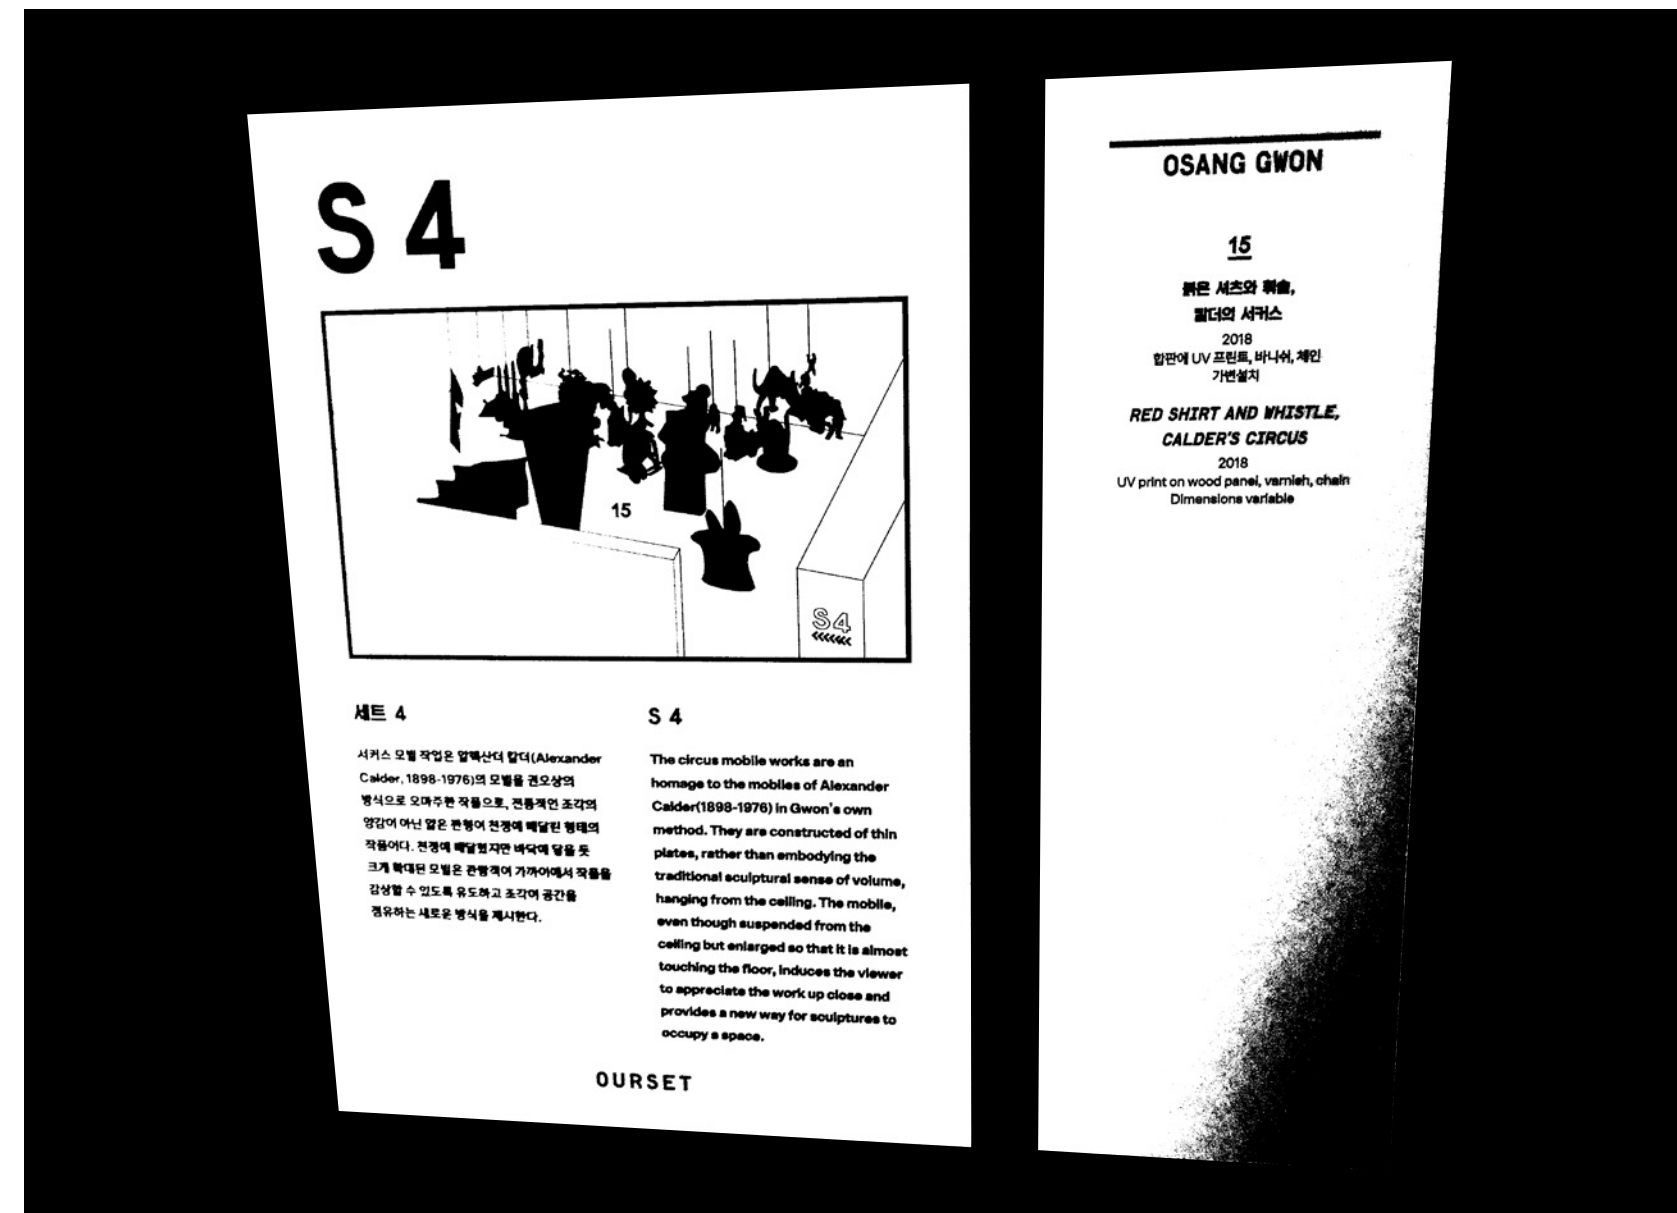 S 4
15
S4
세트 4
서커스 모빌 작업은 알렉산더 칼더(Alexander
Calder, 1898-1976)의 모빌을 권오상의
방식으로 오마주한 작품으로, 전통적인 조각의
양감이 아닌 얇은 판형이 천정에 매달린 형태의
작품이다. 천정에 매달렸지만 바닥에 닿을 듯
크게 확대된 모빌은 관람객이 가까이에서 작품을
감상할 수 있도록 유도하고 조각이 공간을
점유하는 새로운 방식을 제시한다.
S 4
The circus mobile works are an
homage to the mobiles of Alexander
Calder(1898-1976) in Gwon's own
method. They are constructed of thin
plates, rather than embodying the
traditional sculptural sense of volume,
hanging from the ceiling. The mobile,
even though suspended from the
ceiling but enlarged so that it is almost
touching the floor, induces the viewer
to appreciate the work up close and
provides a new way for sculptures to
occupy a space.
OURSET
OSANG GWON
15
붉은 셔츠와 휘슬,
칼더의 서커스
2018
합판에 UV 프린트, 바니쉬, 체인
가변설치
RED SHIRT AND WHISTLE,
CALDER'S CIRCUS
2018
UV print on wood panel, varnish, chain
Dimensions variable